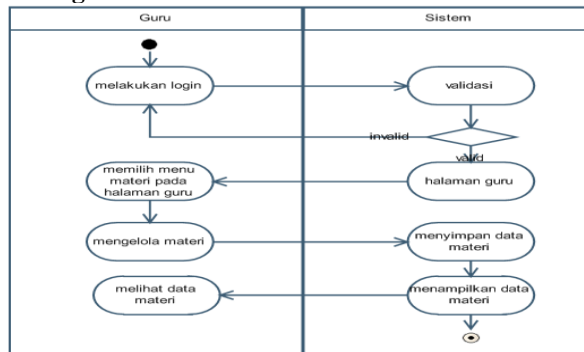 Guru
Sistem
melakukan login
validasi
invalid
valid
memilih menu
materi pada
halaman guru
halaman guru
mengelola materi
menyimpan data
materi
melihat data
materi
menampilkan data
materi